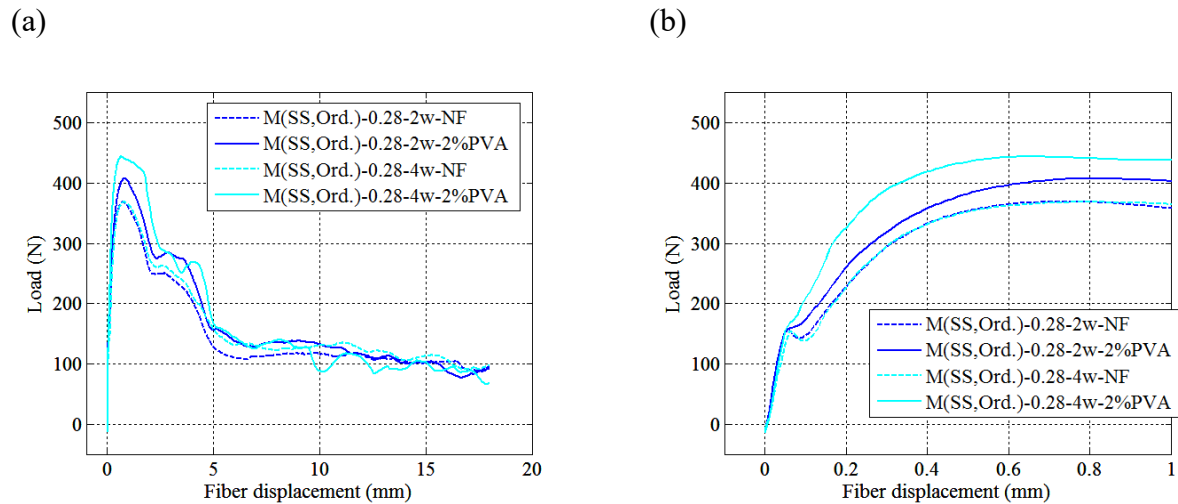 (a)
500
400
300
200
100
0
Load (N)
0
5
10
15
20
Fiber displacement (mm)
M(SS,Ord.)-0.28-2w-NF
M(SS,Ord.)-0.28-2w-2%PVA
M(SS,Ord.)-0.28-4w-NF
M(SS,Ord.)-0.28-4w-2%PVA
(b)
500
400
300
200
100
0
Load (N)
0
0.2
0.4
0.6
0.8
1
Fiber displacement (mm)
M(SS,Ord.)-0.28-2w-NF
M(SS,Ord.)-0.28-2w-2%PVA
M(SS,Ord.)-0.28-4w-NF
M(SS,Ord.)-0.28-4w-2%PVA